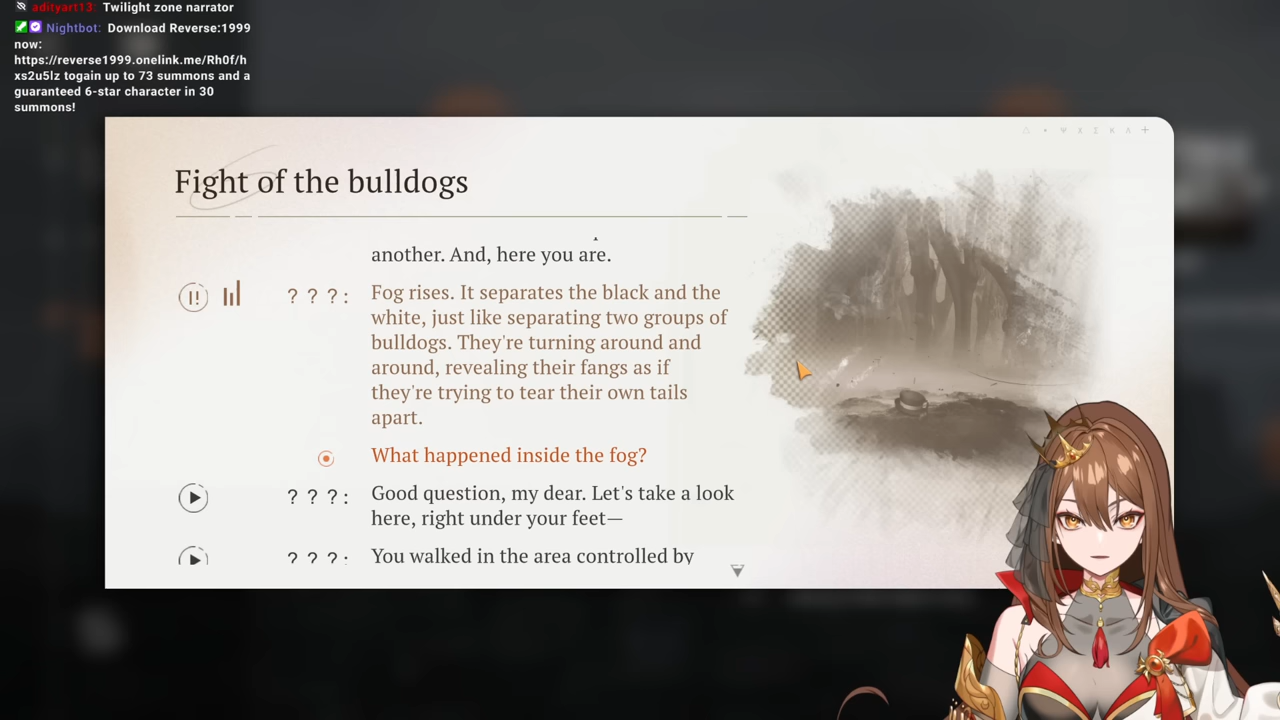 adityart13: Twilight zone narrator
Nightbot: Download Reverse:1999
now:
https://reverse1999.onelink.me/Rh0f/h
xs2u5lz togain up to 73 summons and a
guaranteed 6-star character in 30
summons!
Fight of the bulldogs
another. And, here you are.
? ? ? : Fog rises. It separates the black and the
white, just like separating two groups of
bulldogs. They're turning around and
around, revealing their fangs as if
they're trying to tear their own tails
apart.
What happened inside the fog?
? ? ? : Good question, my dear. Let's take a look
here, right under your feet—
? ? ? : You walked in the area controlled by